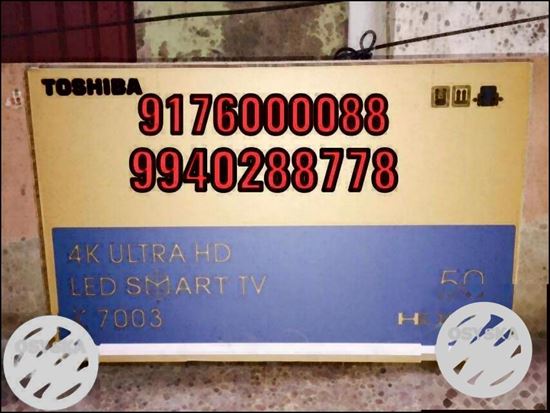 TOSHIBA
9176000088
9940288778
4K ULTRA HD
LED SMART TV
7003
50